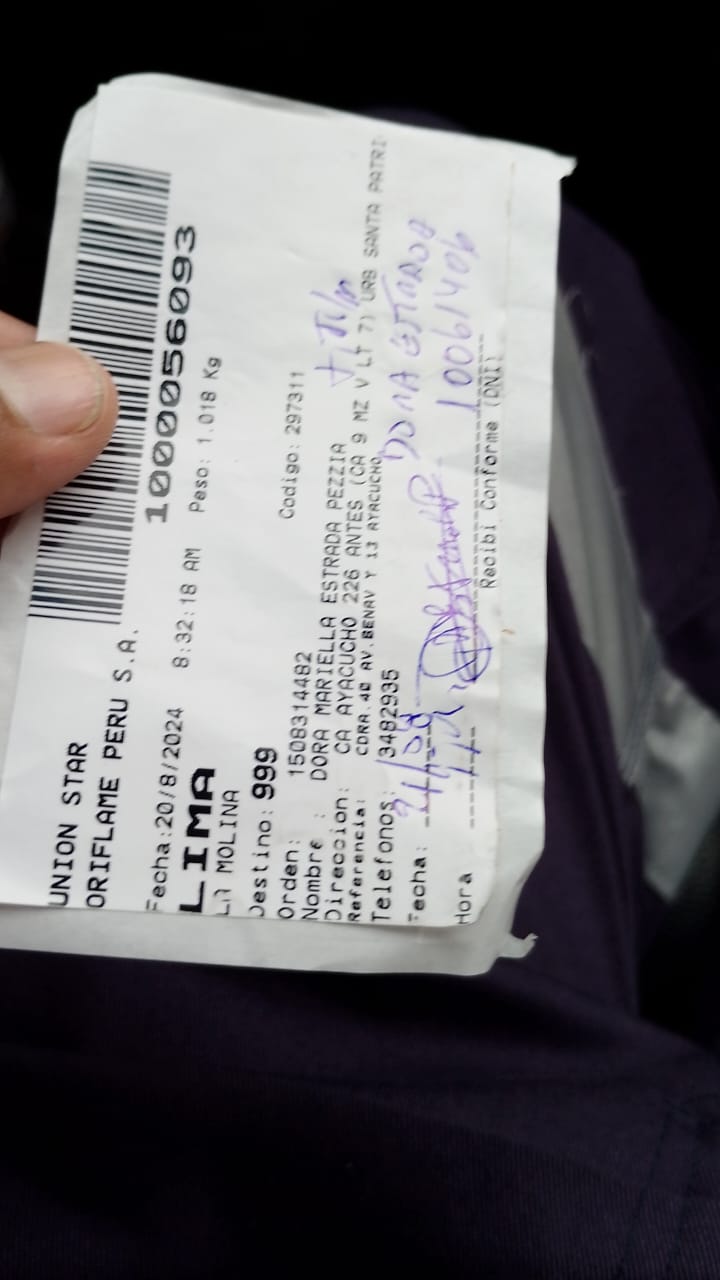 UNION STAR
ORIFLAME PERU S.A.
1000056093
Fecha:20/8/2024 8:32:18 AM Peso: 1.018 Kg
LIMA
LA MOLINA
Destino: 999
Orden: 1508314482 Codigo: 297311
Nombre : DORA MARIELLA ESTRADA PEZZIA
Direccion: CA AYACUCHO 226 ANTES (CA 9 MZ V LT 7) URB SANTA PATRI
Referencia: CDRA.40 AV.BENAV Y 13 AYACUCHO
Telefonos: 3482935
DORA ESTRADA
Fecha: 21/08
10061406
Hora
Recibi Conforme (DNI)